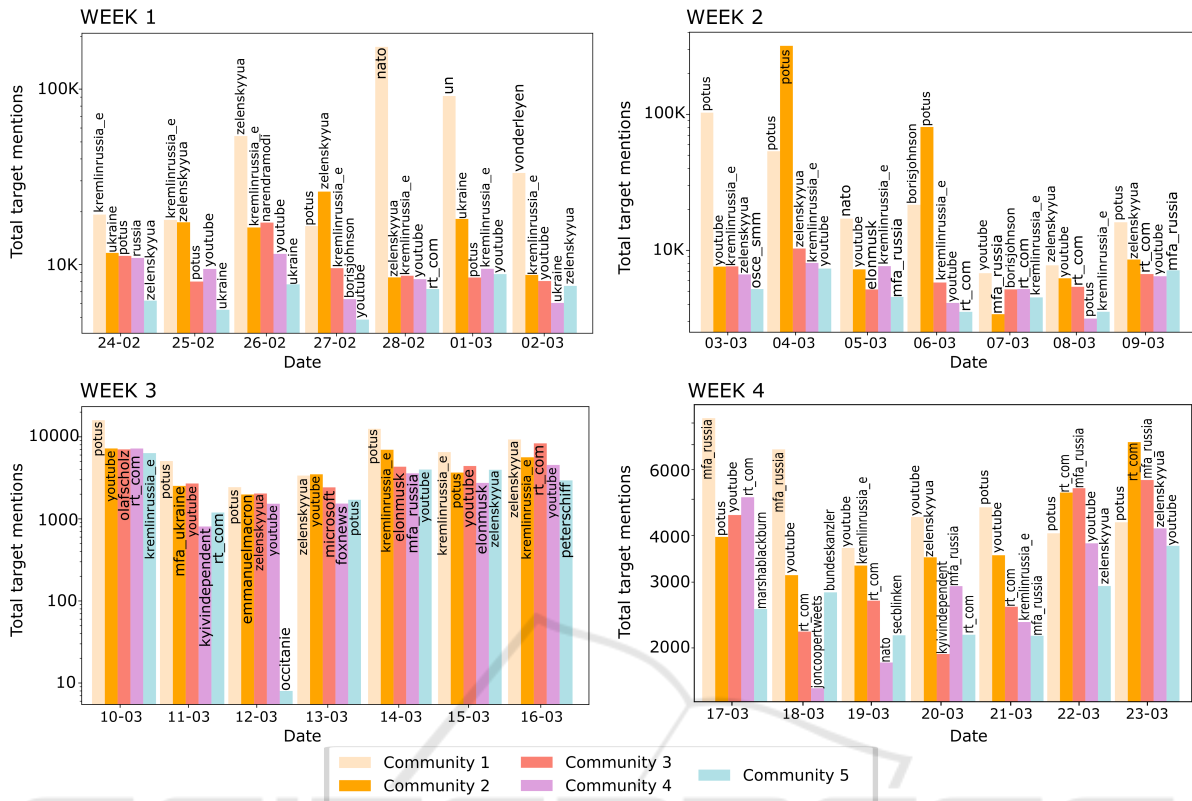 WEEK 1
Total target mentions
100K
10K
kremlinrussia_e
ukraine
potus
russia
zelenskyyua
kremlinrussia_e
zelenskyyua
potus
youtube
ukraine
zelenskyyua
kremlinrussia_e
narendramodi
youtube
ukraine
potus
zelenskyyua
kremlinrussia_e
borisjohnson
youtube
nato
zelenskyyua
kremlinrussia_e
youtube
rt_com
un
ukraine
potus
kremlinrussia_e
youtube
vonderleyen
kremlinrussia_e
youtube
ukraine
zelenskyyua
24-02 25-02 26-02 27-02 28-02 01-03 02-03
Date
WEEK 2
Total target mentions
100K
10K
potus
youtube
kremlinrussia_e
zelenskyyua
osce_smm
potus
potus
zelenskyyua
kremlinrussia_e
youtube
nato
youtube
elonmusk
kremlinrussia_e
mfa_russia
borisjohnson
potus
kremlinrussia_e
youtube
rt_com
youtube
mfa_russia
borisjohnson
rt_com
kremlinrussia_e
zelenskyyua
youtube
rt_com
potus
kremlinrussia_e
potus
zelenskyyua
rt_com
youtube
mfa_russia
03-03 04-03 05-03 06-03 07-03 08-03 09-03
Date
WEEK 3
Total target mentions
10000
1000
100
10
potus
youtube
olafscholz
rt_com
kremlinrussia_e
potus
mfa_ukraine
youtube
kyivindependent
rt_com
potus
emmanuelmacron
zelenskyyua
youtube
occitanie
zelenskyyua
youtube
microsoft
foxnews
potus
potus
kremlinrussia_e
elonmusk
mfa_russia
youtube
kremlinrussia_e
potus
youtube
elonmusk
zelenskyyua
zelenskyyua
kremlinrussia_e
rt_com
youtube
peterschiff
10-03 11-03 12-03 13-03 14-03 15-03 16-03
Date
WEEK 4
Total target mentions
6000
4000
3000
2000
mfa_russia
potus
youtube
rt_com
marshablackburn
mfa_russia
youtube
rt_com
joncoopertweets
bundeskanzler
youtube
kremlinrussia_e
rt_com
nato
secblinken
potus
zelenskyyua
kyivindependent
mfa_russia
rt_com
potus
youtube
rt_com
kremlinrussia_e
mfa_russia
potus
rt_com
mfa_russia
youtube
zelenskyyua
potus
rt_com
mfa_russia
zelenskyyua
youtube
17-03 18-03 19-03 20-03 21-03 22-03 23-03
Date
Community 1
Community 2
Community 3
Community 4
Community 5